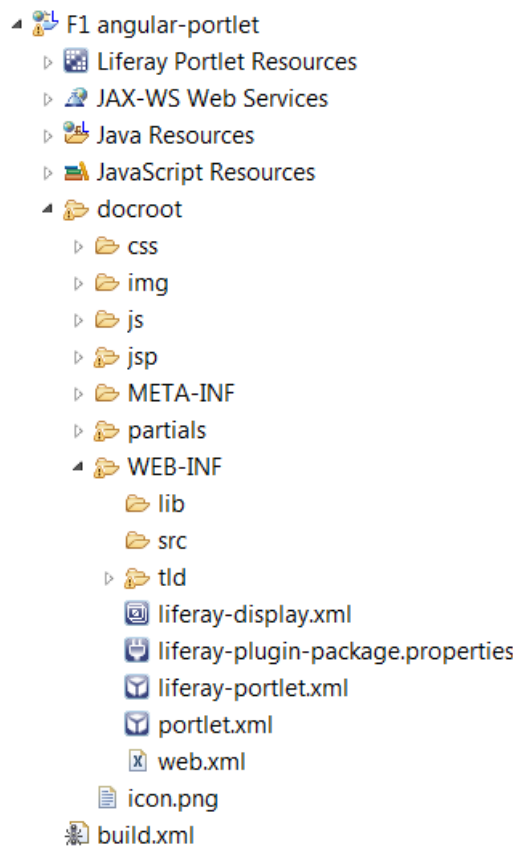 F1 angular-portlet
Liferay Portlet Resources
JAX-WS Web Services
Java Resources
JavaScript Resources
docroot
css
img
js
jsp
META-INF
partials
WEB-INF
lib
src
tld
liferay-display.xml
liferay-plugin-package.properties
liferay-portlet.xml
portlet.xml
web.xml
icon.png
build.xml